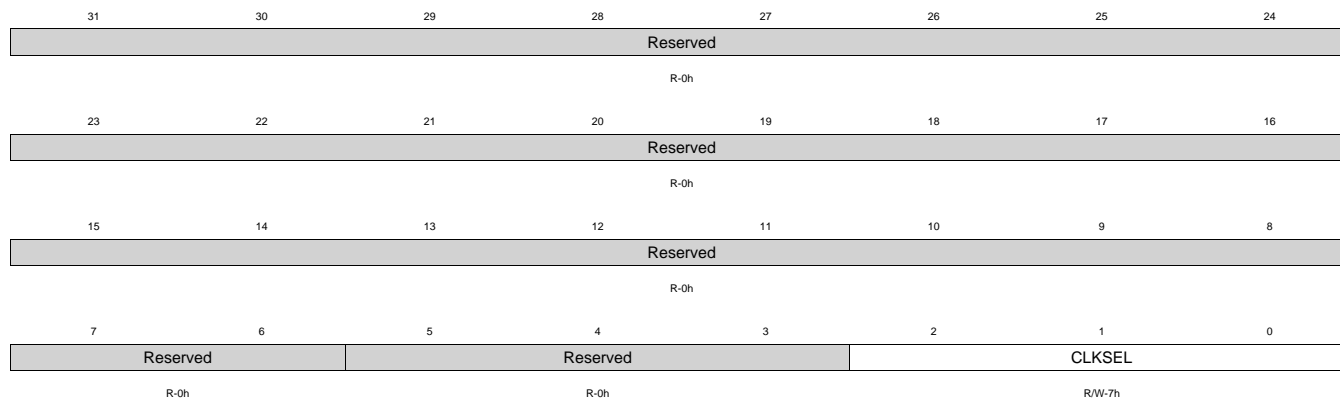 31 30 29 28 27 26 25 24
Reserved
R-0h
23 22 21 20 19 18 17 16
Reserved
R-0h
15 14 13 12 11 10 9 8
Reserved
R-0h
7 6 5 4 3 2 1 0
Reserved Reserved CLKSEL
R-0h R-0h R/W-7h